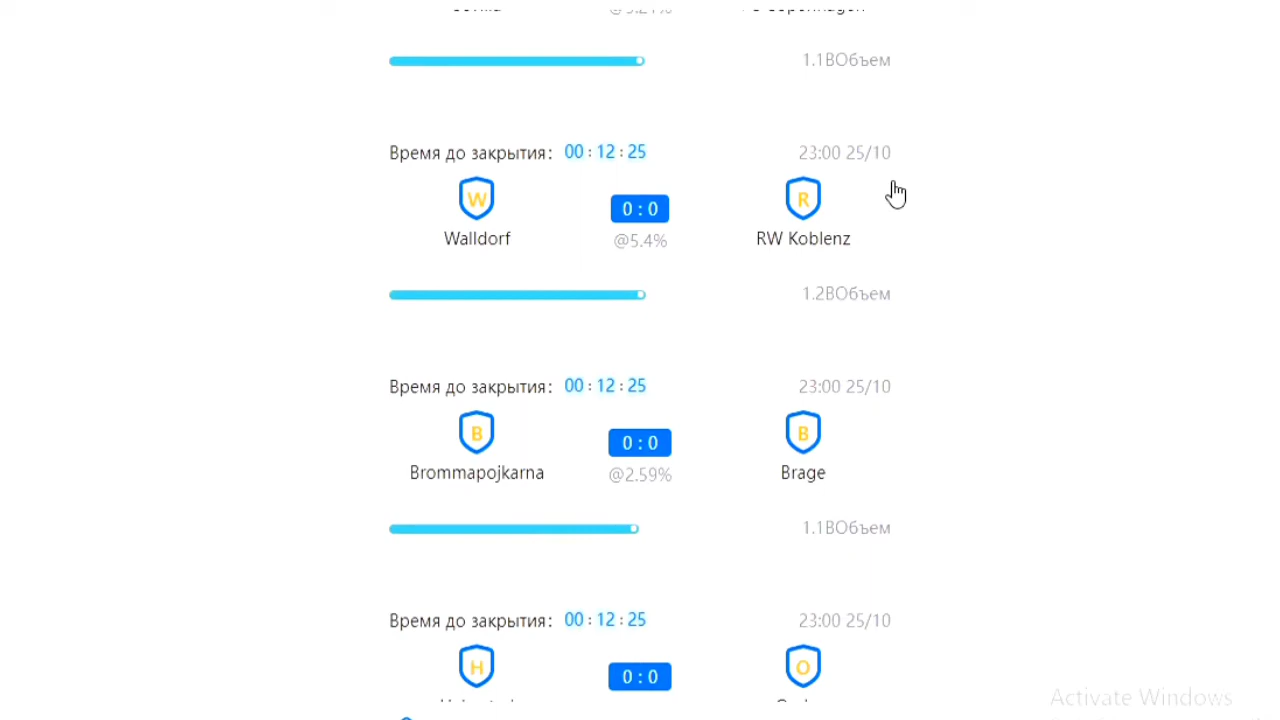 1.1BОбъем
Время до закрытия: 00 : 12 : 25 23:00 25/10
W R
0 : 0
Walldorf @5.4% RW Koblenz
1.2BОбъем
Время до закрытия: 00 : 12 : 25 23:00 25/10
B B
0 : 0
Brommapojkarna @2.59% Brage
1.1BОбъем
Время до закрытия: 00 : 12 : 25 23:00 25/10
H O
0 : 0
Activate Windows